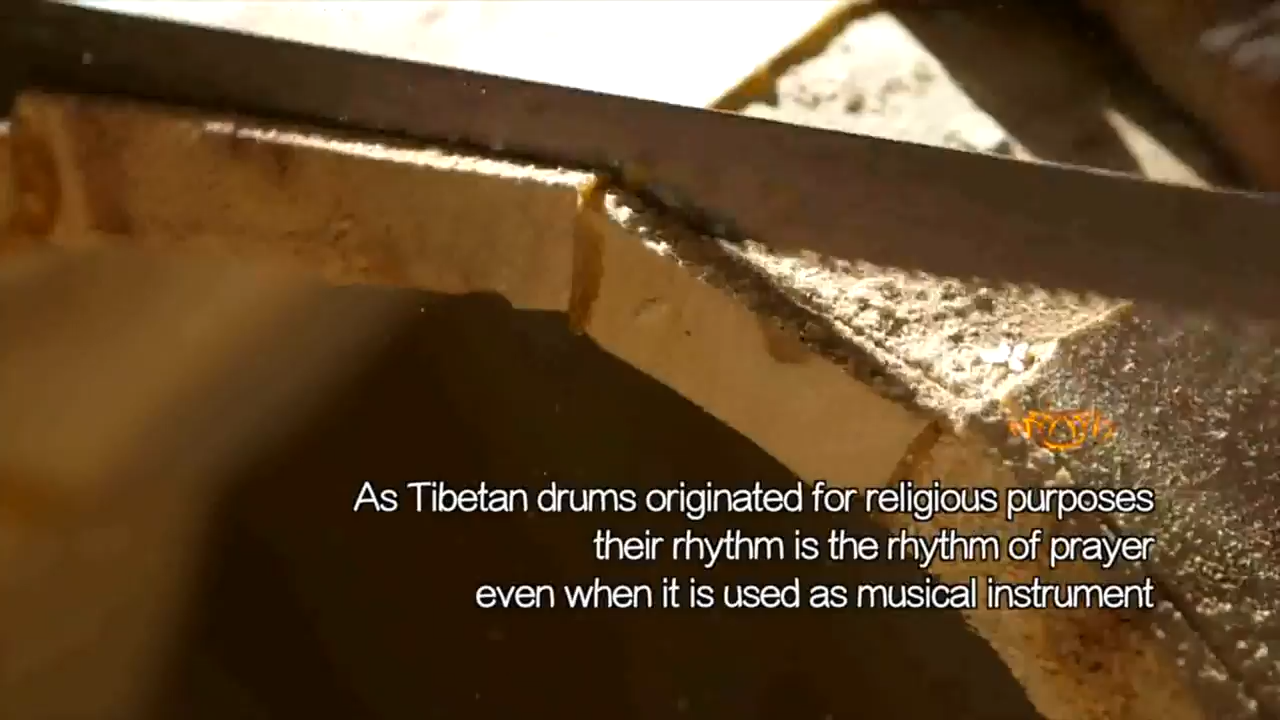 As Tibetan drums originated for religious purposes
their rhythm is the rhythm of prayer
even when it is used as musical instrument